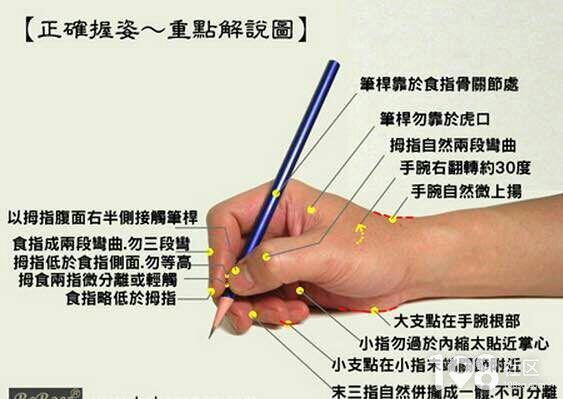 【正確握姿～重點解說圖】
筆桿靠於食指骨關節處
筆桿勿靠於虎口
拇指自然兩段彎曲
手腕右翻轉約30度
手腕自然微上揚
以拇指腹面右半側接觸筆桿
食指成兩段彎曲.勿三段彎
拇指低於食指側面.勿等高
拇食兩指微分離或輕觸
食指略低於拇指
大支點在手腕根部
小指勿過於內縮太貼近掌心
小支點在小指末
末三指自然併攏成一體.不可分離
108社区